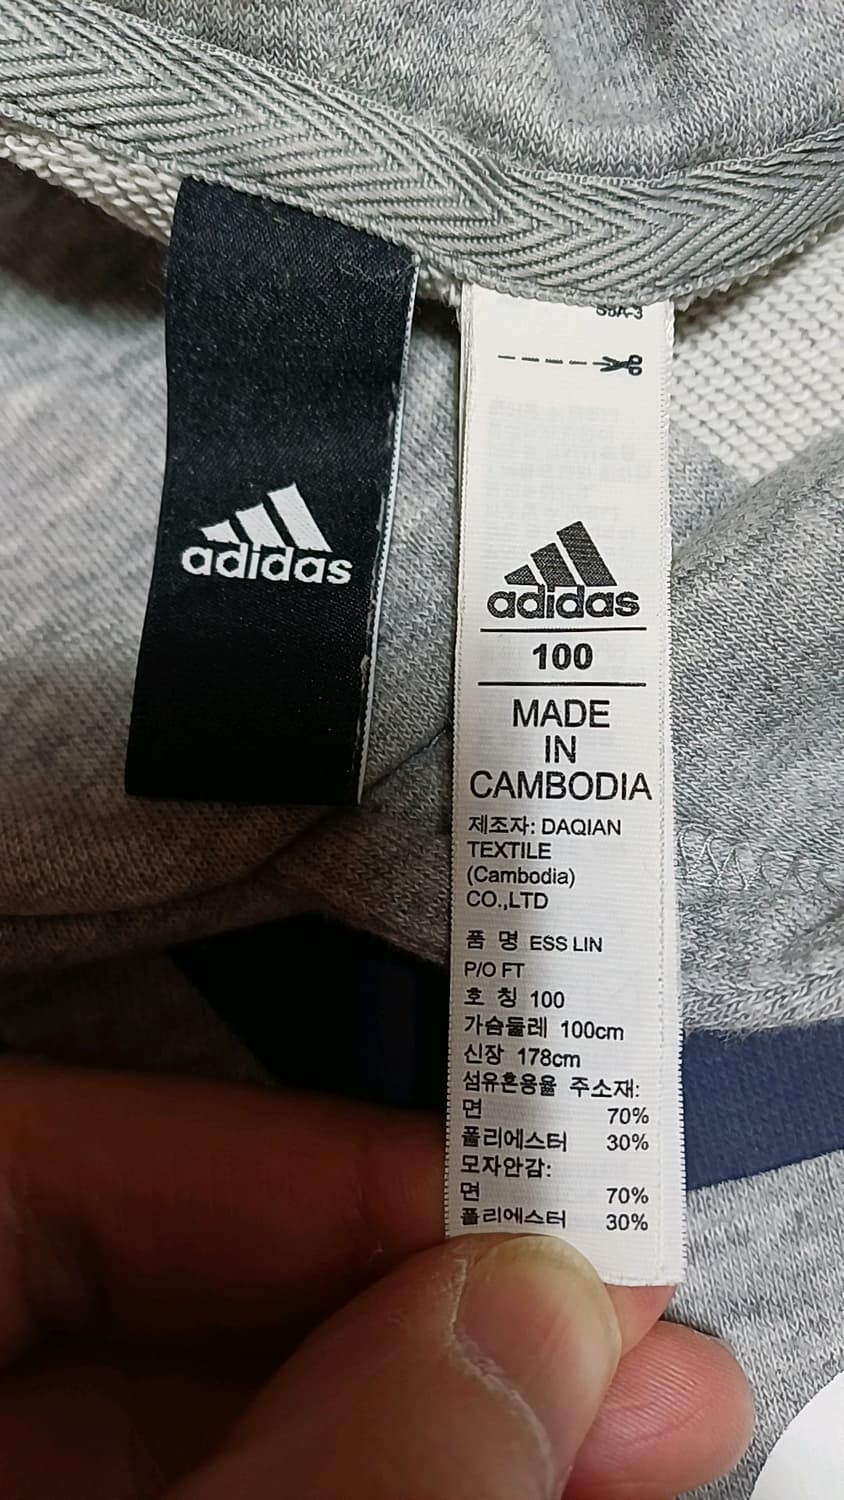 adidas
adidas
100
MADE
IN
CAMBODIA
제조자: DAQIAN
TEXTILE
(Cambodia)
CO.,LTD
품 명 ESS LIN
P/O FT
호 칭 100
가슴둘레 100cm
신장 178cm
섬유혼용율 주소재:
면 70%
폴리에스터 30%
모자안감:
면 70%
폴리에스터 30%